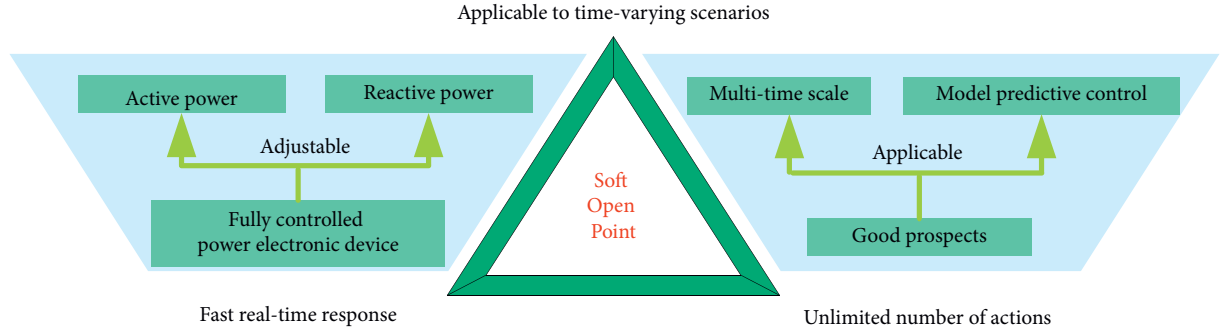 Applicable to time-varying scenarios
Active power
Reactive power
Adjustable
Fully controlled
power electronic device
Fast real-time response
Soft
Open
Point
Multi-time scale
Model predictive control
Applicable
Good prospects
Unlimited number of actions